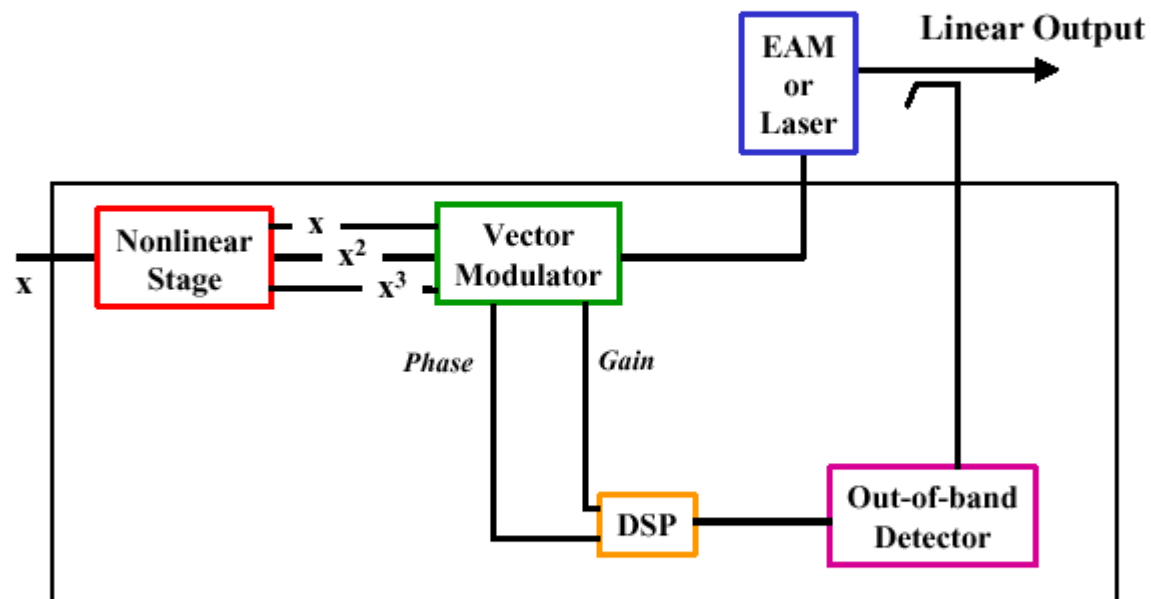 Linear Output
EAM
or
Laser
x
Nonlinear
Stage
x
x²
x³
Vector
Modulator
Phase
Gain
DSP
Out-of-band
Detector